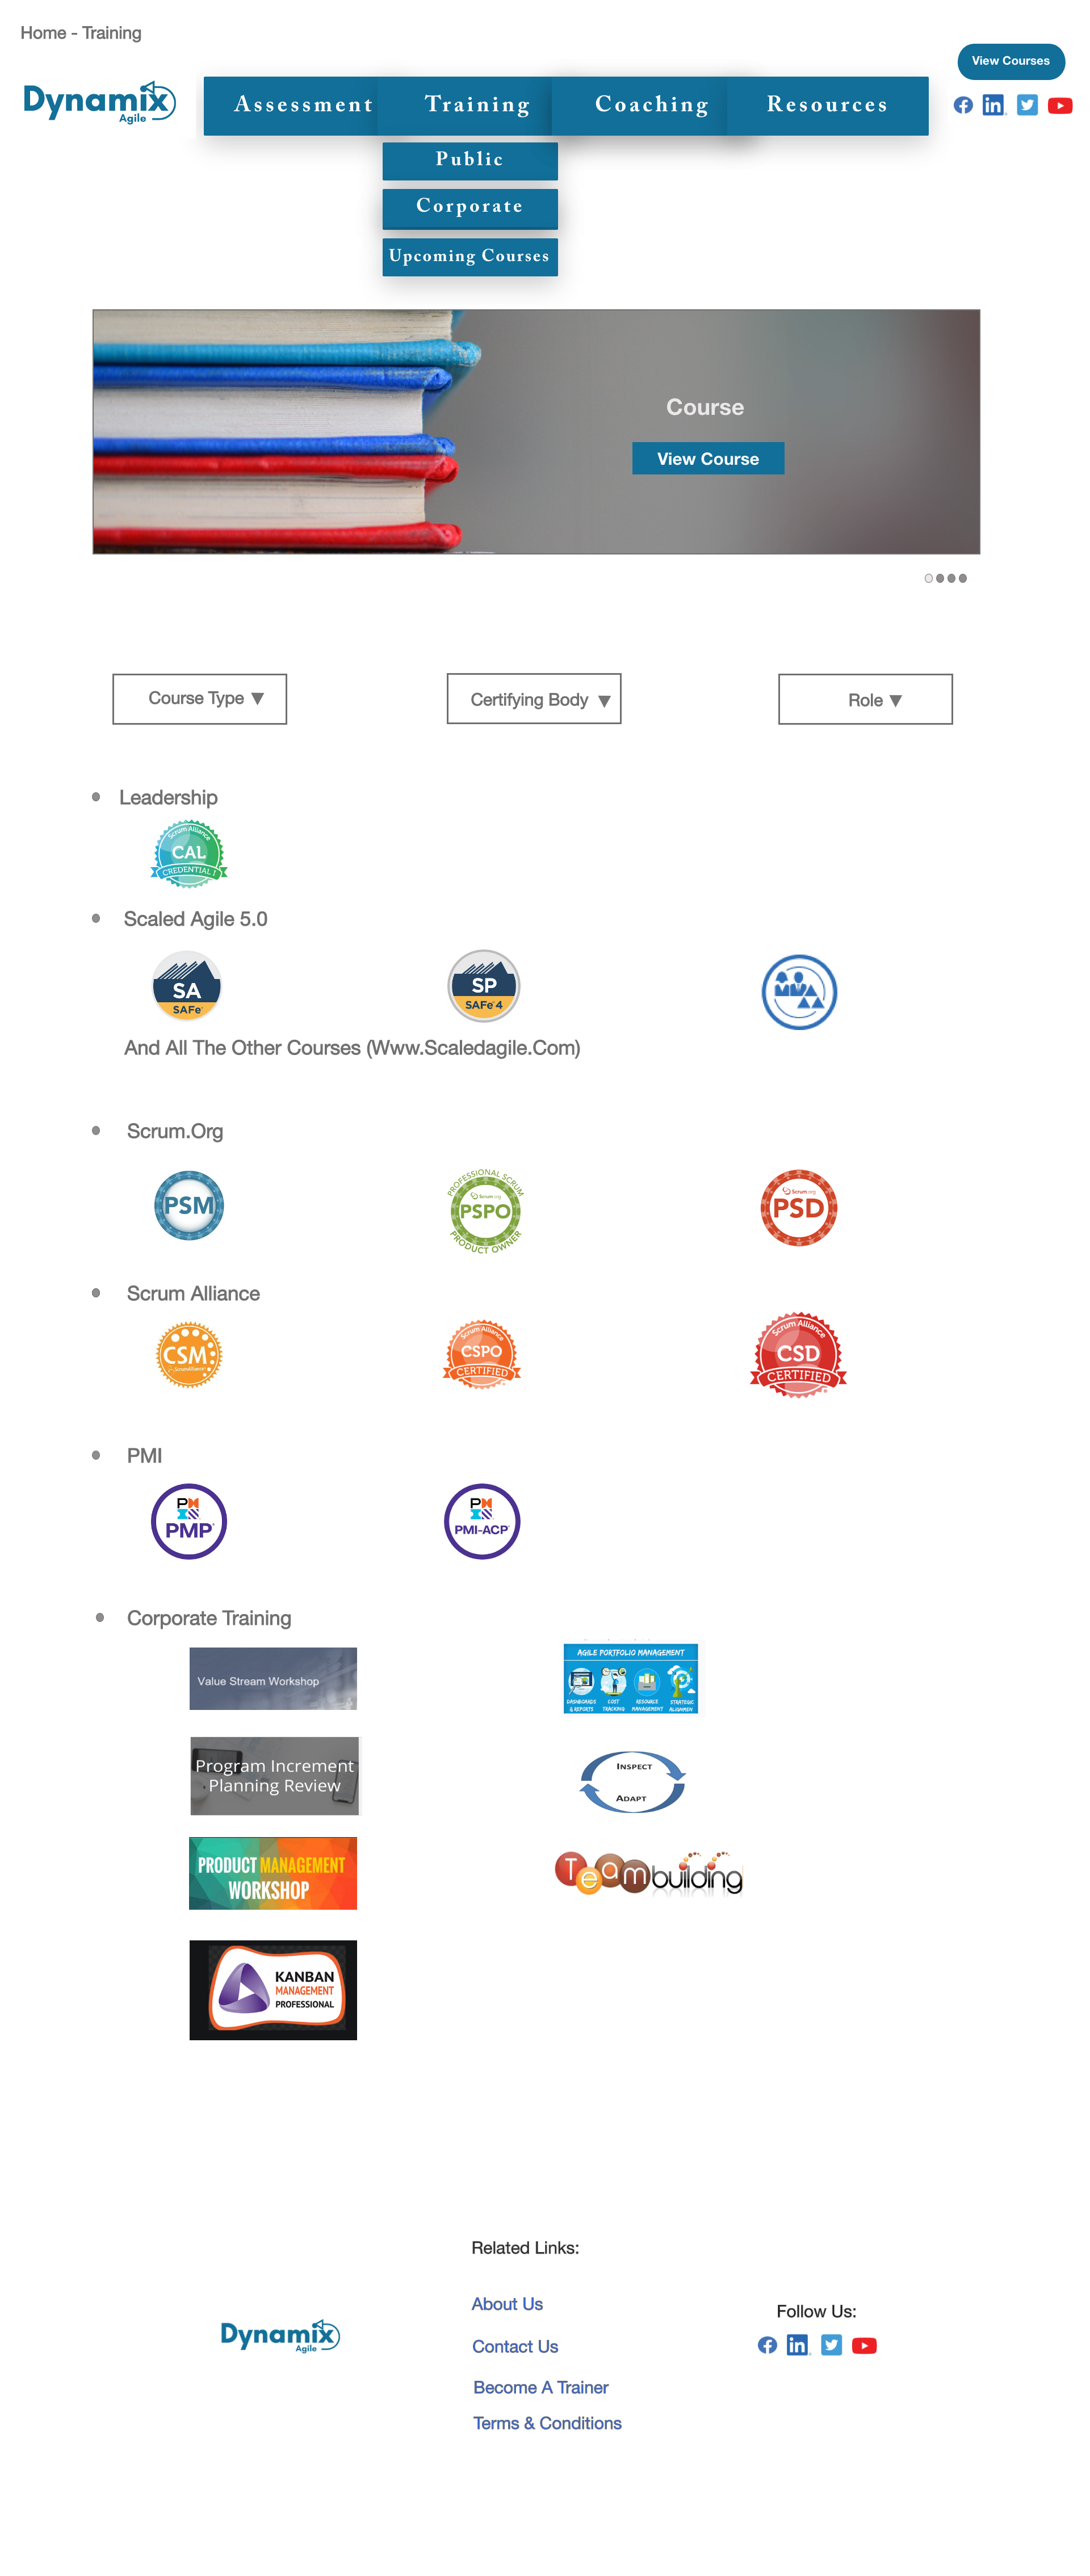 Home - Training
View Courses
Dynamix
Agile
Assessment
Training
Coaching
Resources
Public
Corporate
Upcoming Courses
Course
View Course
Course Type ▼
Certifying Body ▼
Role ▼
Leadership
Scrum Alliance
CAL
CREDENTIAL I
Scaled Agile 5.0
SA
SAFe®
SP
SAFe® 4
And All The Other Courses (Www.Scaledagile.Com)
Scrum.Org
PSM
PROFESSIONAL SCRUM
Scrum.org
PSPO
PRODUCT OWNER
Scrum.org
PSD
Scrum Alliance
CSM
ScrumAlliance
Scrum Alliance
CSPO
CERTIFIED
Scrum Alliance
CSD
CERTIFIED
PMI
PMP®
PMI-ACP®
Corporate Training
Value Stream Workshop
AGILE PORTFOLIO MANAGEMENT
DASHBOARDS
& REPORTS
COST
TRACKING
RESOURCE
MANAGEMENT
STRATEGIC
ALIGNMEN
Program Increment
Planning Review
INSPECT
ADAPT
PRODUCT MANAGEMENT
WORKSHOP
Teambuilding
KANBAN
MANAGEMENT
PROFESSIONAL
Related Links:
About Us
Contact Us
Become A Trainer
Terms & Conditions
Dynamix
Agile
Follow Us: